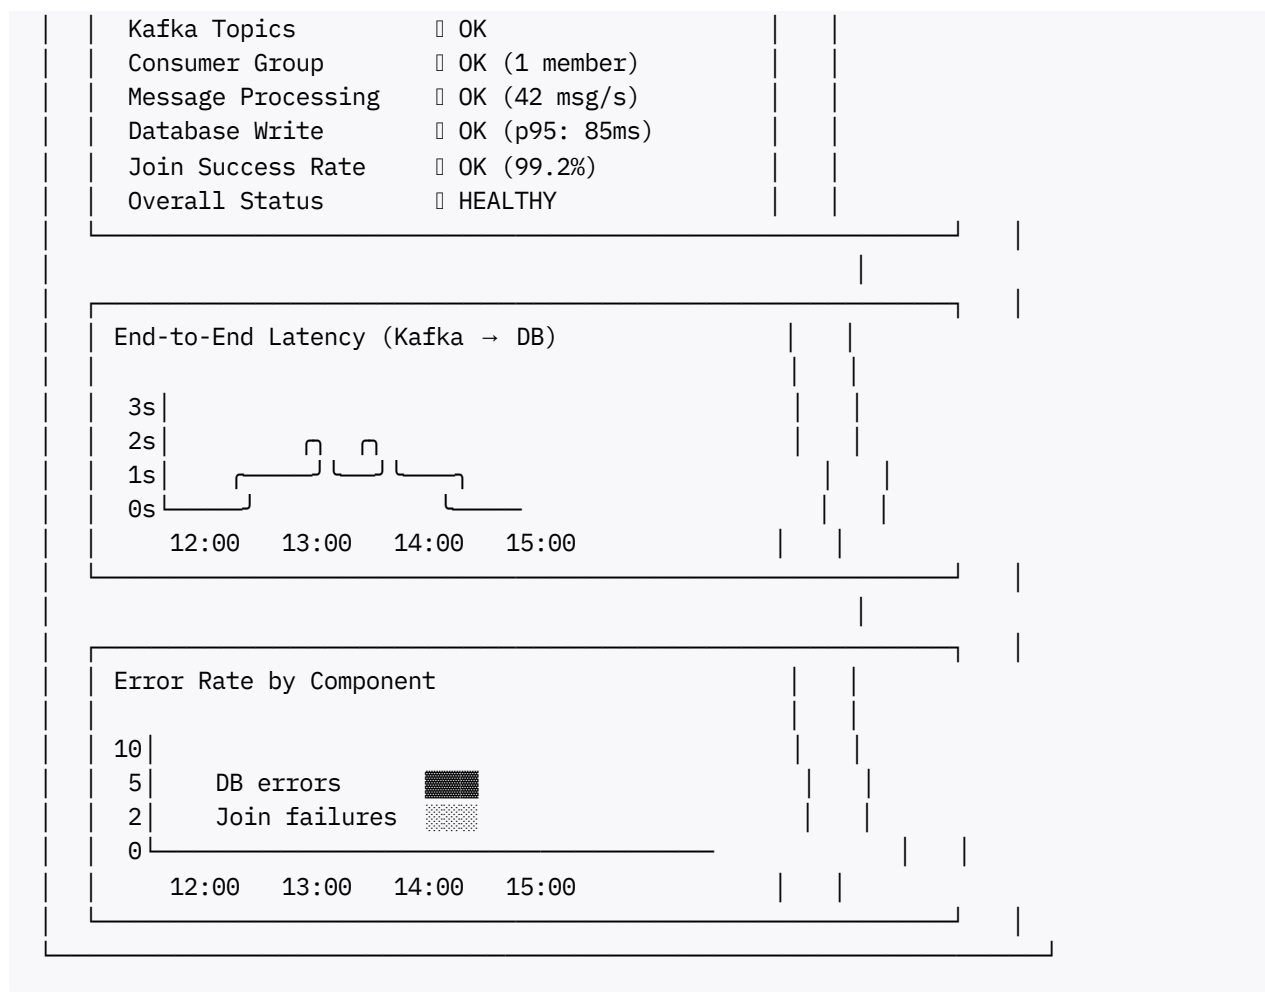 Kafka Topics ▯ OK
Consumer Group ▯ OK (1 member)
Message Processing ▯ OK (42 msg/s)
Database Write ▯ OK (p95: 85ms)
Join Success Rate ▯ OK (99.2%)
Overall Status ▯ HEALTHY
End-to-End Latency (Kafka → DB)
3s
2s
1s
0s
12:00 13:00 14:00 15:00
Error Rate by Component
10
5 DB errors ▓▓▓▓
2 Join failures ░░░░
0
12:00 13:00 14:00 15:00